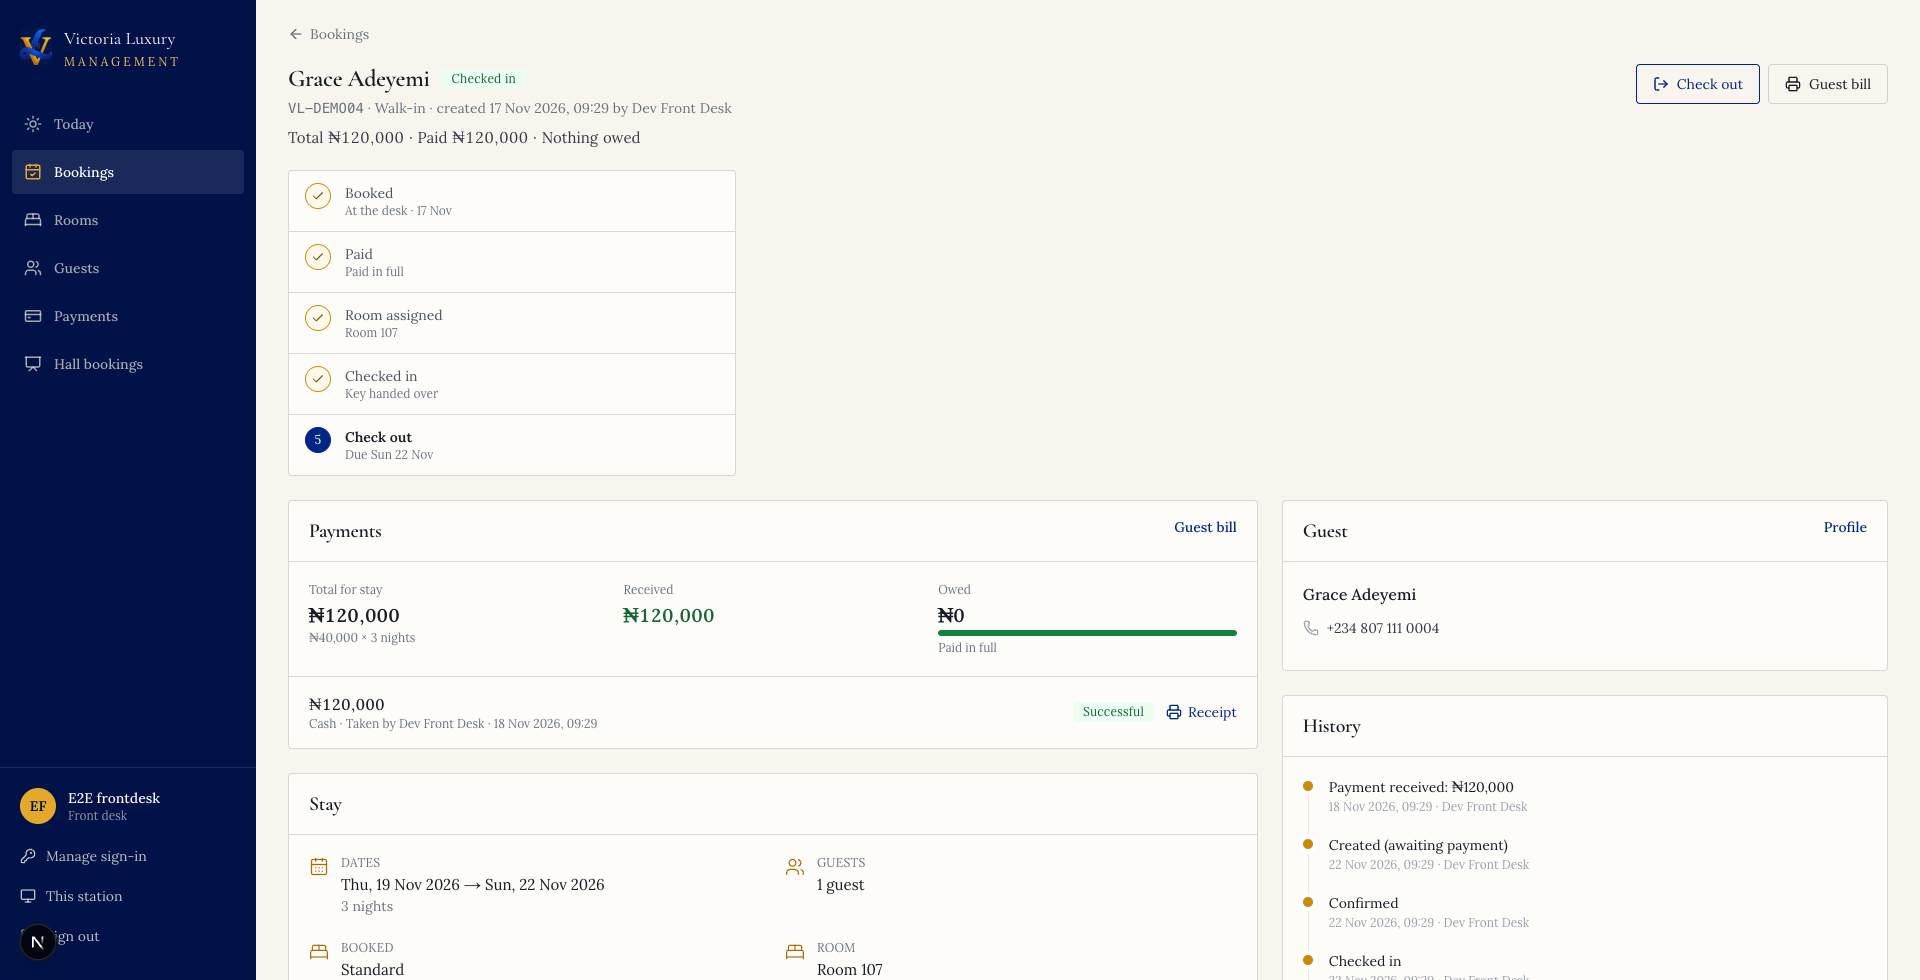 Victoria Luxury
MANAGEMENT
Today
Bookings
Rooms
Guests
Payments
Hall bookings
EF
E2E frontdesk
Front desk
Manage sign-in
This station
ign out
N
Bookings
Grace Adeyemi
Checked in
VL-DEMO04 · Walk-in · created 17 Nov 2026, 09:29 by Dev Front Desk
Total ₦120,000 · Paid ₦120,000 · Nothing owed
Check out
Guest bill
Booked
At the desk · 17 Nov
Paid
Paid in full
Room assigned
Room 107
Checked in
Key handed over
5
Check out
Due Sun 22 Nov
Payments
Guest bill
Total for stay
₦120,000
₦40,000 × 3 nights
Received
₦120,000
Owed
₦0
Paid in full
₦120,000
Cash · Taken by Dev Front Desk · 18 Nov 2026, 09:29
Successful
Receipt
Stay
DATES
Thu, 19 Nov 2026 → Sun, 22 Nov 2026
3 nights
GUESTS
1 guest
BOOKED
Standard
ROOM
Room 107
Guest
Profile
Grace Adeyemi
+234 807 111 0004
History
Payment received: ₦120,000
18 Nov 2026, 09:29 · Dev Front Desk
Created (awaiting payment)
22 Nov 2026, 09:29 · Dev Front Desk
Confirmed
22 Nov 2026, 09:29 · Dev Front Desk
Checked in
22 Nov 2026, 09:29 · Dev Front Desk